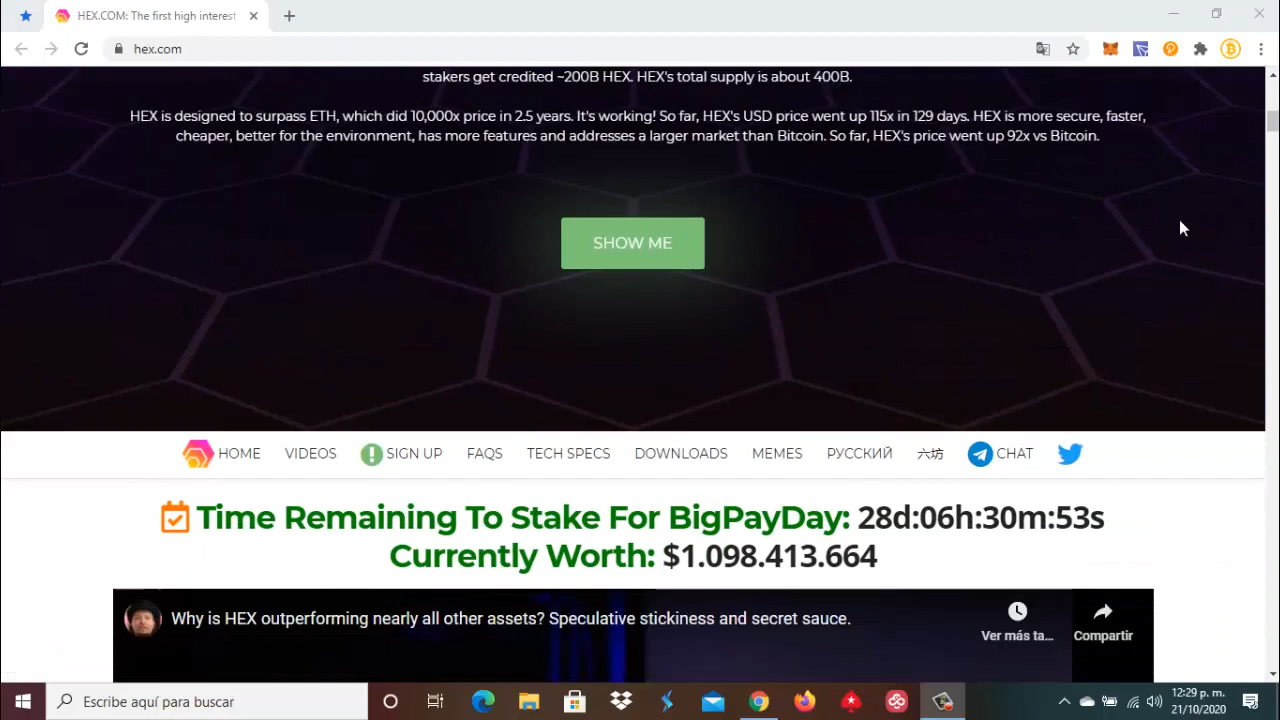 HEX.COM: The first high interest
hex.com
stakers get credited ~200B HEX. HEX's total supply is about 400B.
HEX is designed to surpass ETH, which did 10,000x price in 2.5 years. It's working! So far, HEX's USD price went up 115x in 129 days. HEX is more secure, faster,
cheaper, better for the environment, has more features and addresses a larger market than Bitcoin. So far, HEX's price went up 92x vs Bitcoin.
SHOW ME
HOME VIDEOS SIGN UP FAQS TECH SPECS DOWNLOADS MEMES РУССКИЙ 六坊 CHAT
Time Remaining To Stake For BigPayDay: 28d:06h:30m:53s
Currently Worth: $1.098.413.664
Why is HEX outperforming nearly all other assets? Speculative stickiness and secret sauce.
Ver más ta... Compartir
Escribe aquí para buscar
12:29 p. m.
21/10/2020